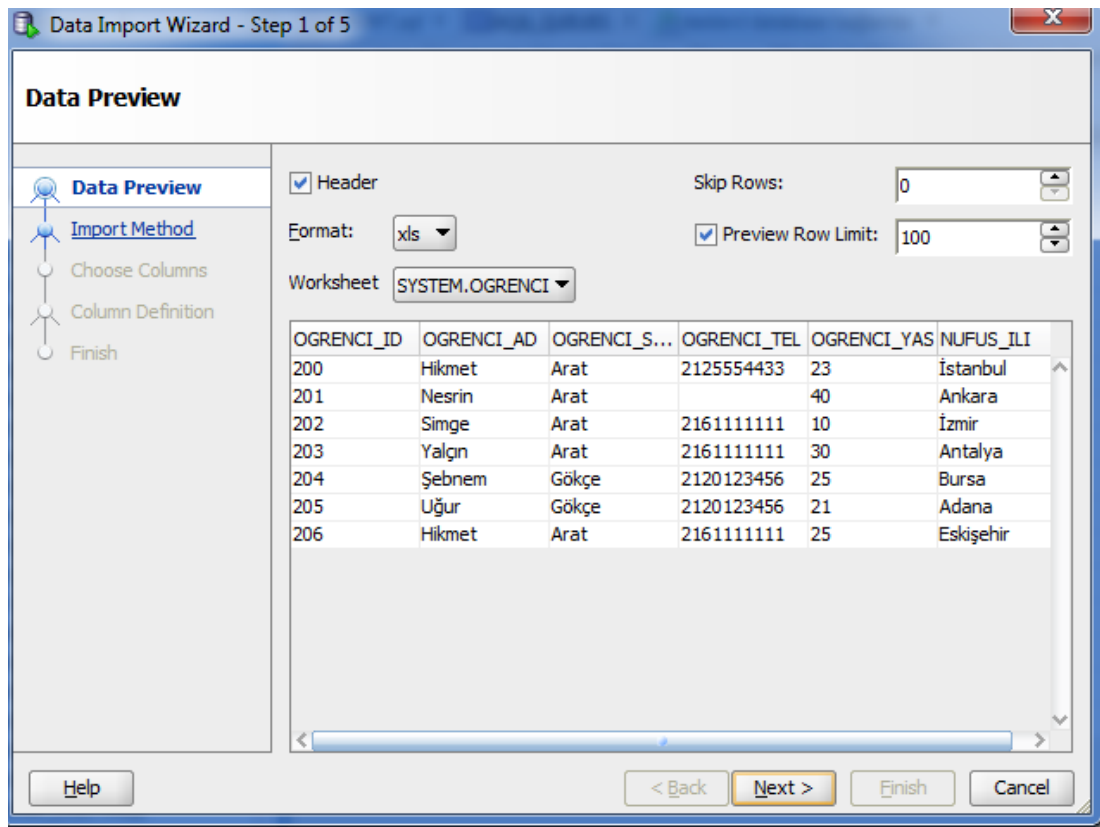 Data Import Wizard - Step 1 of 5
Data Preview
Data Preview
Import Method
Choose Columns
Column Definition
Finish
Header
Skip Rows: 0
Format: xls
Preview Row Limit: 100
Worksheet SYSTEM.OGRENCI
OGRENCI_ID OGRENCI_AD OGRENCI_S... OGRENCI_TEL OGRENCI_YAS NUFUS_ILI
200 Hikmet Arat 2125554433 23 İstanbul
201 Nesrin Arat 40 Ankara
202 Simge Arat 2161111111 10 İzmir
203 Yalçın Arat 2161111111 30 Antalya
204 Şebnem Gökçe 2120123456 25 Bursa
205 Uğur Gökçe 2120123456 21 Adana
206 Hikmet Arat 2161111111 25 Eskişehir
Help < Back Next > Finish Cancel